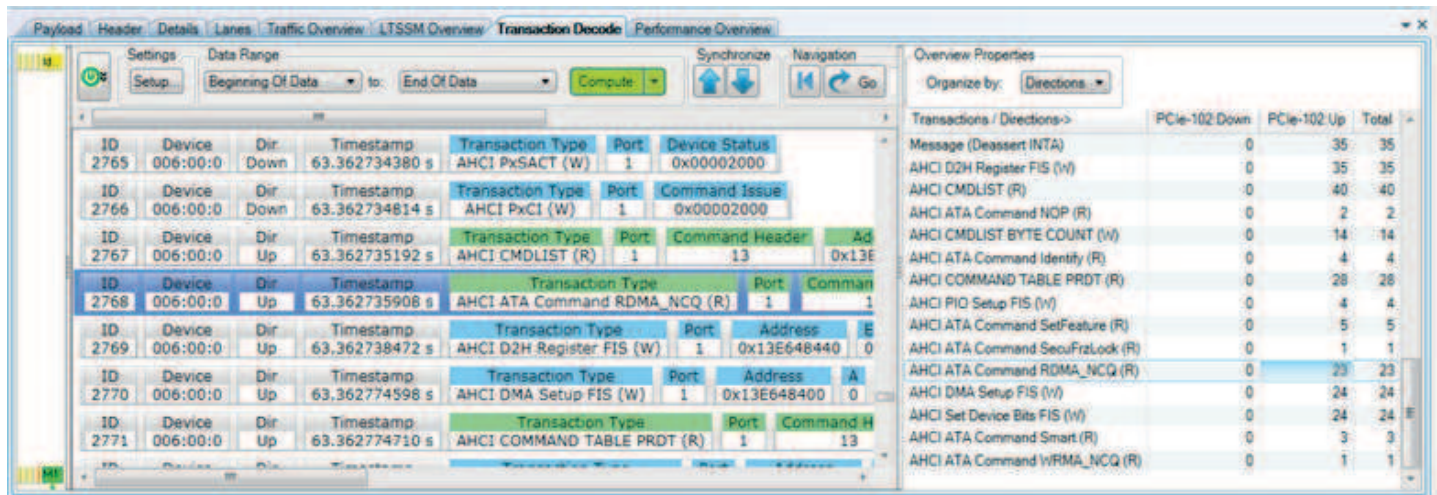 Payload Header Details Lanes Traffic Overview LTSSM Overview Transaction Decode Performance Overview
Settings Data Range Synchronize Navigation
Setup... Beginning Of Data to: End Of Data Compute Go
ID Device Dir Timestamp Transaction Type Port Device Status
2765 006:00:0 Down 63.362734380 s AHCI PxSACT (W) 1 0x00002000
ID Device Dir Timestamp Transaction Type Port Command Issue
2766 006:00:0 Down 63.362734814 s AHCI PxCI (W) 1 0x00002000
ID Device Dir Timestamp Transaction Type Port Command Header Ad
2767 006:00:0 Up 63.362735192 s AHCI CMDLIST (R) 1 13 0x13E
ID Device Dir Timestamp Transaction Type Port Comman
2768 006:00:0 Up 63.362735908 s AHCI ATA Command RDMA_NCQ (R) 1 1
ID Device Dir Timestamp Transaction Type Port Address E
2769 006:00:0 Up 63.362738472 s AHCI D2H Register FIS (W) 1 0x13E648440 0
ID Device Dir Timestamp Transaction Type Port Address A
2770 006:00:0 Up 63.362774598 s AHCI DMA Setup FIS (W) 1 0x13E648400 0
ID Device Dir Timestamp Transaction Type Port Command H
2771 006:00:0 Up 63.362774710 s AHCI COMMAND TABLE PRDT (R) 1 13
Overview Properties
Organize by: Directions
Transactions / Directions-> PCIe-102:Down PCIe-102:Up Total
Message (Deassert INTA) 0 35 35
AHCI D2H Register FIS (W) 0 35 35
AHCI CMDLIST (R) 0 40 40
AHCI ATA Command NOP (R) 0 2 2
AHCI CMDLIST BYTE COUNT (W) 0 14 14
AHCI ATA Command Identify (R) 0 4 4
AHCI COMMAND TABLE PRDT (R) 0 28 28
AHCI PIO Setup FIS (W) 0 4 4
AHCI ATA Command SetFeature (R) 0 5 5
AHCI ATA Command SecuFrzLock (R) 0 1 1
AHCI ATA Command RDMA_NCQ (R) 0 23 23
AHCI DMA Setup FIS (W) 0 24 24
AHCI Set Device Bits FIS (W) 0 24 24
AHCI ATA Command Smart (R) 0 3 3
AHCI ATA Command WRMA_NCQ (R) 0 1 1